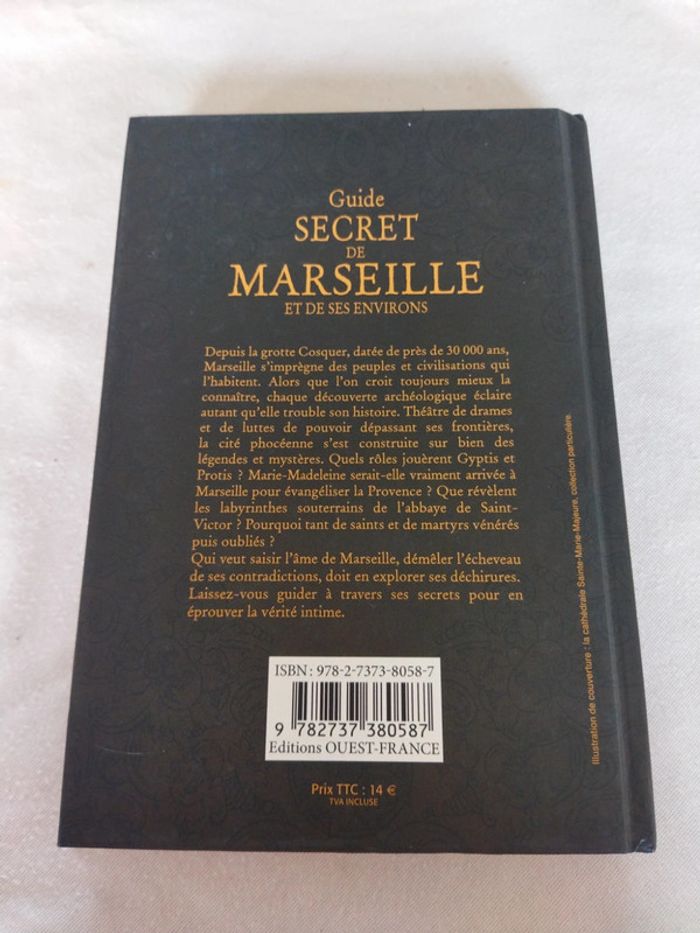 Guide
SECRET
DE
MARSEILLE
ET DE SES ENVIRONS
Depuis la grotte Cosquer, datée de près de 30 000 ans,
Marseille s'imprègne des peuples et civilisations qui
l'habitent. Alors que l'on croit toujours mieux la
connaître, chaque découverte archéologique éclaire
autant qu'elle trouble son histoire. Théâtre de drames
et de luttes de pouvoir dépassant ses frontières,
la cité phocéenne s'est construite sur bien des
légendes et mystères. Quels rôles jouèrent Gyptis et
Protis ? Marie-Madeleine serait-elle vraiment arrivée à
Marseille pour évangéliser la Provence ? Que révèlent
les labyrinthes souterrains de l'abbaye de Saint-
Victor ? Pourquoi tant de saints et de martyrs vénérés
puis oubliés ?
Qui veut saisir l'âme de Marseille, démêler l'écheveau
de ses contradictions, doit en explorer ses déchirures.
Laissez-vous guider à travers ses secrets pour en
éprouver la vérité intime.
ISBN : 978-2-7373-8058-7
9 782737 380587
Editions OUEST-FRANCE
Prix TTC : 14 €
TVA INCLUSE
Illustration de couverture : la cathédrale Sainte-Marie-Majeure, collection particulière.